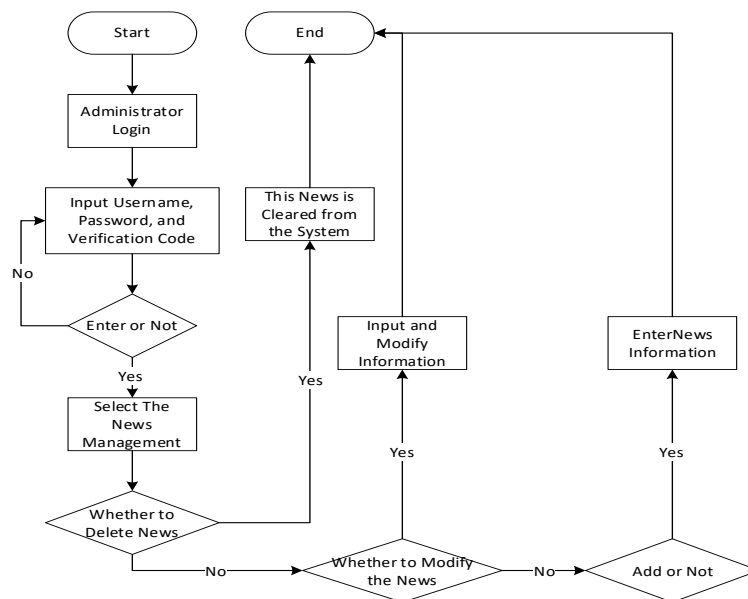 Start
End
Administrator
Login
Input Username,
Password, and
Verification Code
This News is
Cleared from
the System
No
Enter or Not
Input and
Modify
Information
EnterNews
Information
Yes
Yes
Select The
News
Management
Yes
Yes
Whether to
Delete News
No
Whether to Modify
the News
No
Add or Not